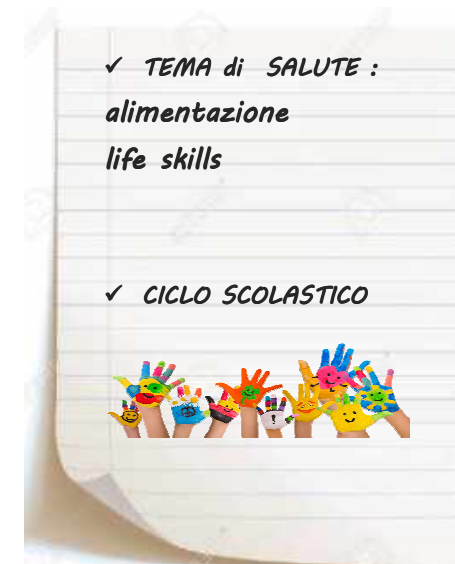 ✓ TEMA di SALUTE :
alimentazione
life skills
✓ CICLO SCOLASTICO